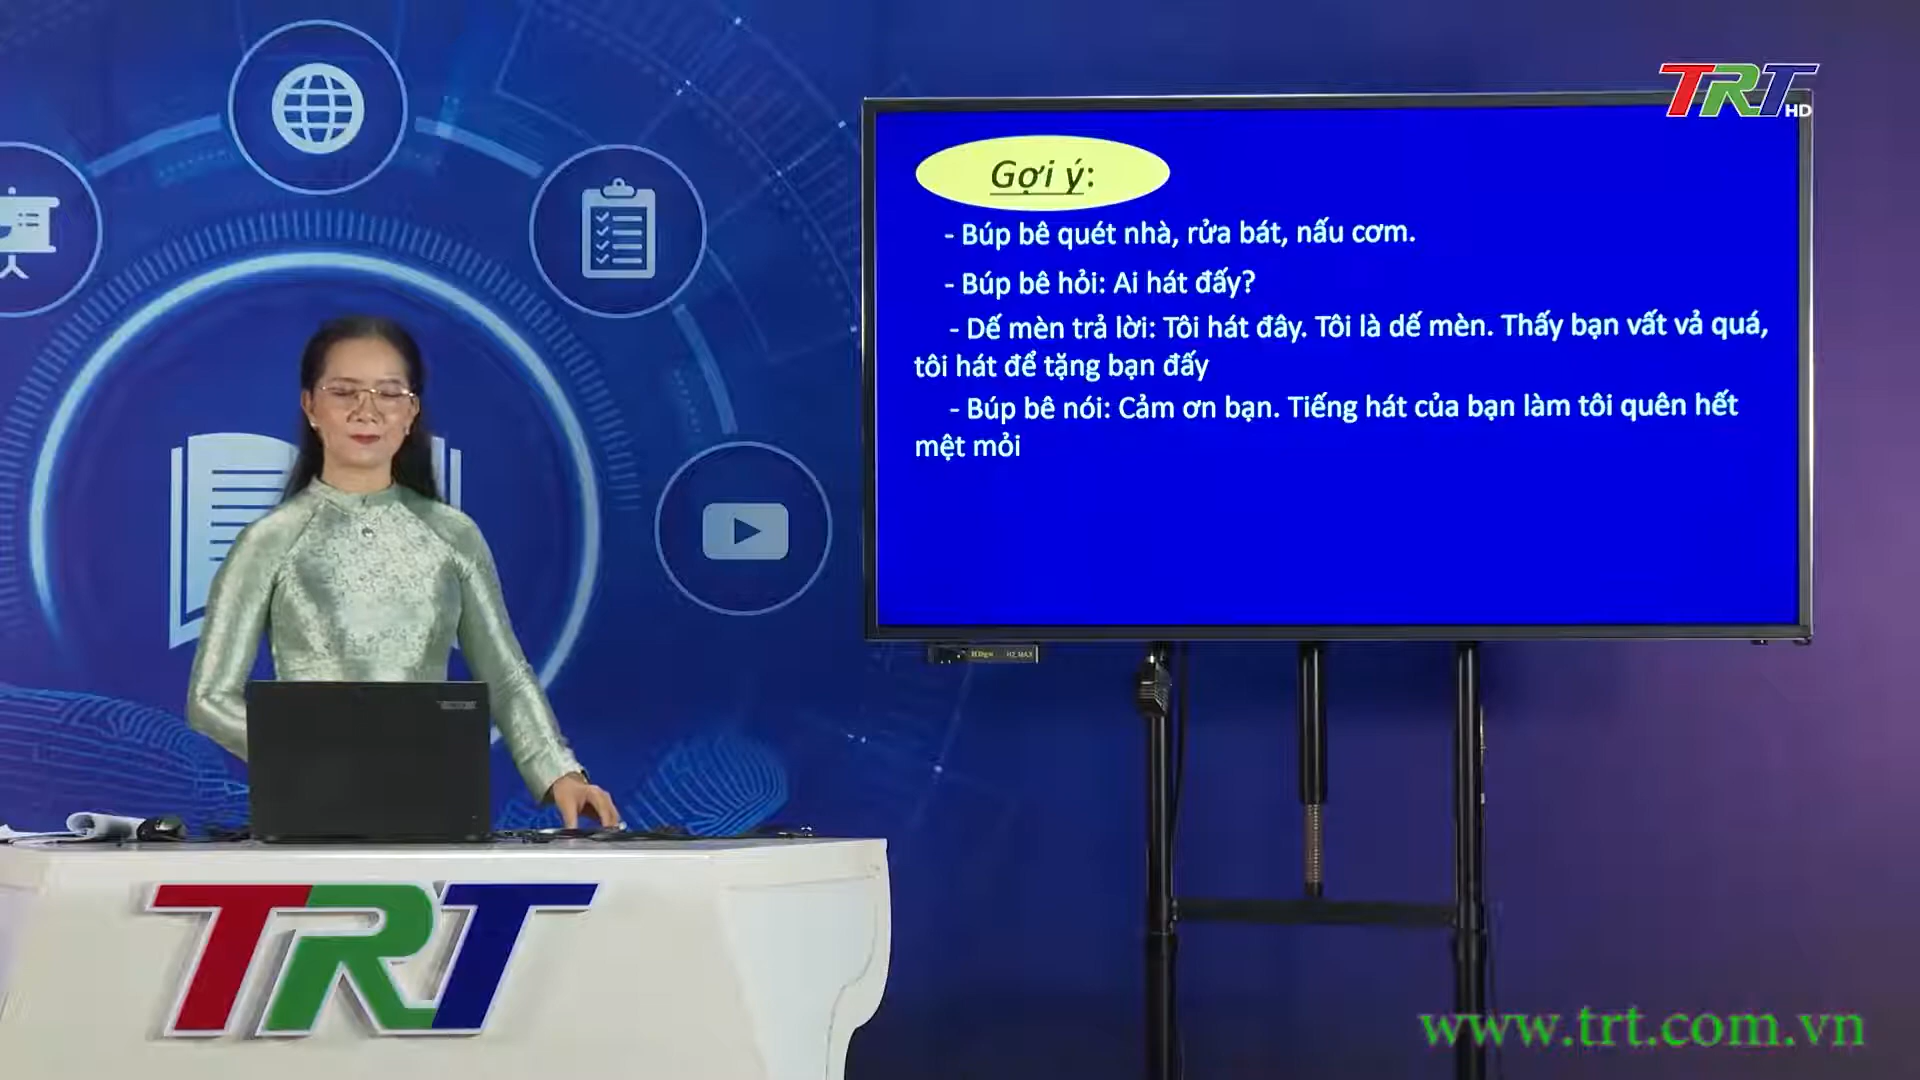 TRT HD
Gợi ý:
- Búp bê quét nhà, rửa bát, nấu cơm.
- Búp bê hỏi: Ai hát đấy?
- Dế mèn trả lời: Tôi hát đây. Tôi là dế mèn. Thấy bạn vất vả quá,
tôi hát để tặng bạn đấy
- Búp bê nói: Cảm ơn bạn. Tiếng hát của bạn làm tôi quên hết
mệt mỏi
TRT
www.trt.com.vn